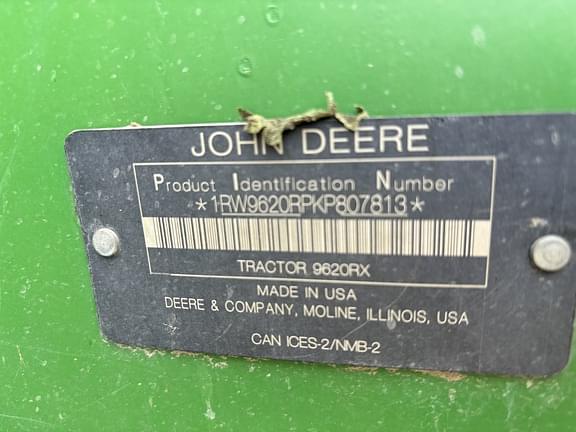 JOHN DEERE
Product Identification Number
*1RW9620RPKP807813*
TRACTOR 9620RX
MADE IN USA
DEERE & COMPANY, MOLINE, ILLINOIS, USA
CAN ICES-2/NMB-2